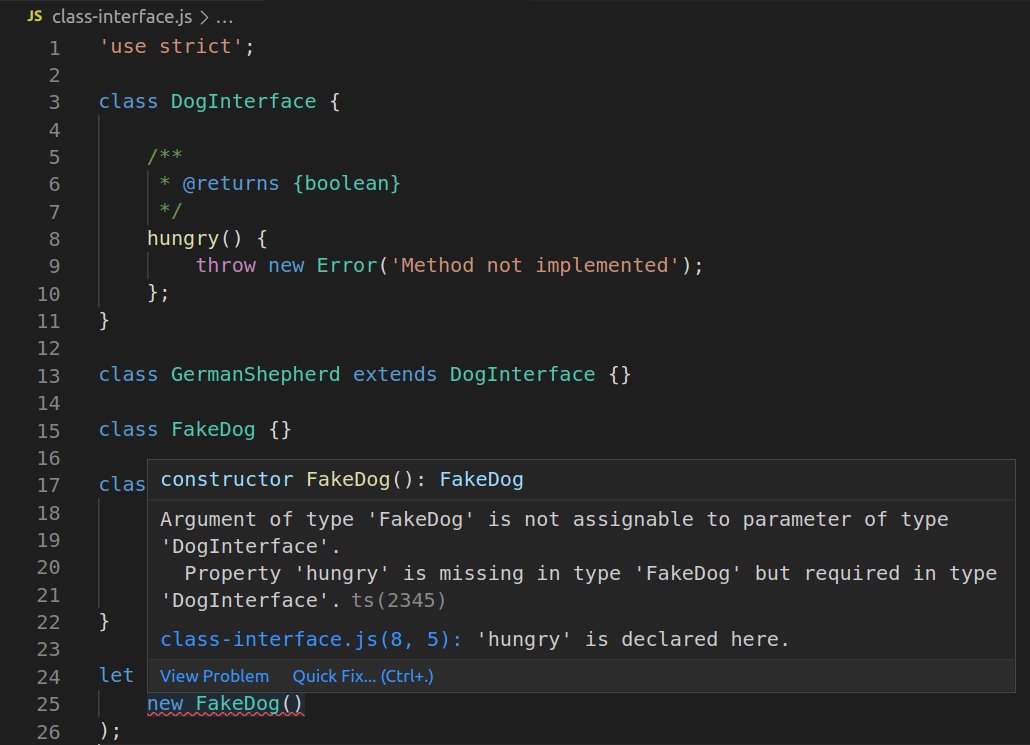 JS class-interface.js > ...
1 'use strict';
2
3 class DogInterface {
4
5 /**
6 * @returns {boolean}
7 */
8 hungry() {
9 throw new Error('Method not implemented');
10 };
11 }
12
13 class GermanShepherd extends DogInterface {}
14
15 class FakeDog {}
16
17 clas
18
19
20
21
22 }
23
24 let
25 new FakeDog()
26 );
constructor FakeDog(): FakeDog
Argument of type 'FakeDog' is not assignable to parameter of type
'DogInterface'.
Property 'hungry' is missing in type 'FakeDog' but required in type
'DogInterface'. ts(2345)
class-interface.js(8, 5): 'hungry' is declared here.
View Problem Quick Fix... (Ctrl+.)